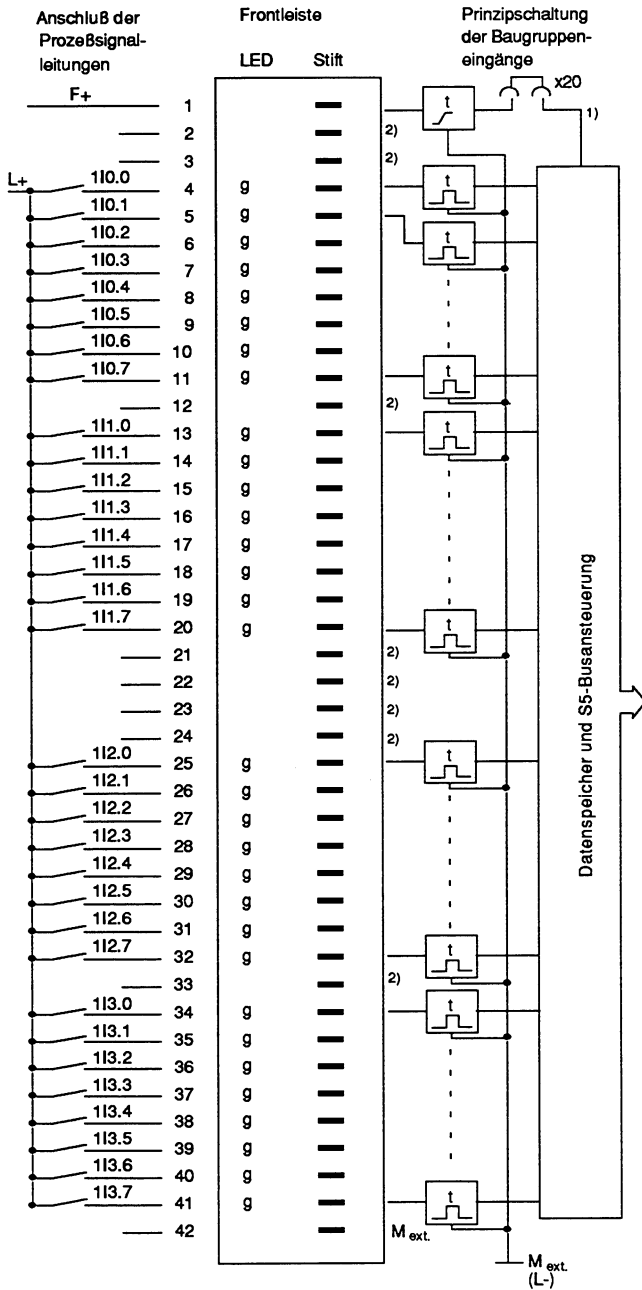 Anschluß der
Prozeßsignal-
leitungen
Frontleiste
LED Stift
Prinzipschaltung
der Baugruppen-
eingänge
x20
F+ 1 t 1)
2 2)
3 2)
L+ 1I0.0 4 g t
1I0.1 5 g
1I0.2 6 g t
1I0.3 7 g
1I0.4 8 g
1I0.5 9 g
1I0.6 10 g
1I0.7 11 g t
12 2)
1I1.0 13 g t
1I1.1 14 g
1I1.2 15 g
1I1.3 16 g
1I1.4 17 g
1I1.5 18 g
1I1.6 19 g
1I1.7 20 g t
21 2)
22 2)
23 2)
24 2)
1I2.0 25 g t
1I2.1 26 g
1I2.2 27 g
1I2.3 28 g
1I2.4 29 g
1I2.5 30 g
1I2.6 31 g
1I2.7 32 g t
33 2)
1I3.0 34 g t
1I3.1 35 g
1I3.2 36 g
1I3.3 37 g
1I3.4 38 g
1I3.5 39 g
1I3.6 40 g
1I3.7 41 g t
42 M ext.
M ext.
(L-)
Datenspeicher und S5-Busansteuerung